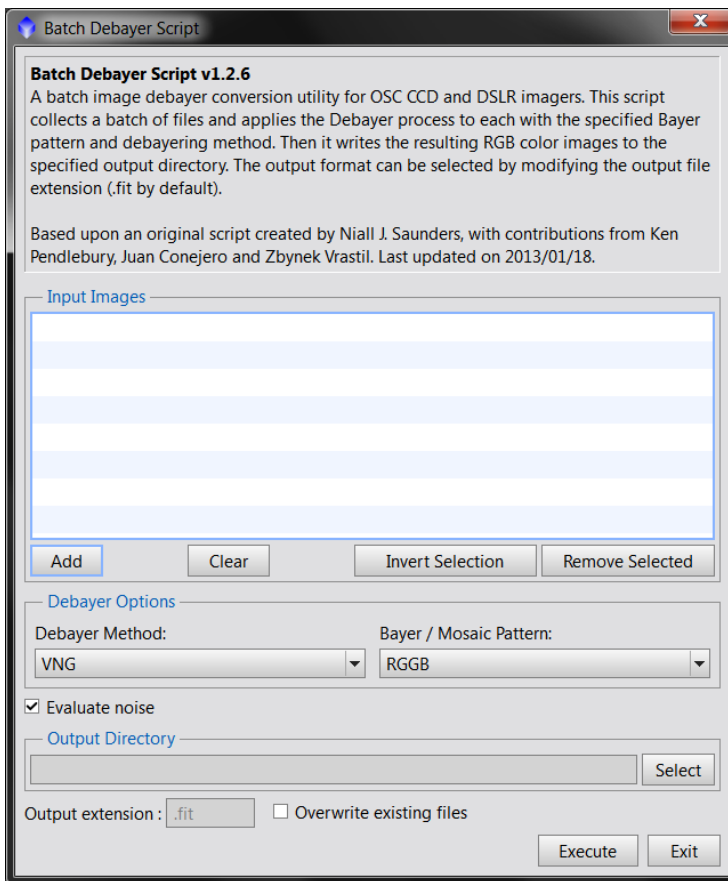 Batch Debayer Script
Batch Debayer Script v1.2.6
A batch image debayer conversion utility for OSC CCD and DSLR imagers. This script
collects a batch of files and applies the Debayer process to each with the specified Bayer
pattern and debayering method. Then it writes the resulting RGB color images to the
specified output directory. The output format can be selected by modifying the output file
extension (.fit by default).
Based upon an original script created by Niall J. Saunders, with contributions from Ken
Pendlebury, Juan Conejero and Zbynek Vrastil. Last updated on 2013/01/18.
Input Images
Add Clear Invert Selection Remove Selected
Debayer Options
Debayer Method: Bayer / Mosaic Pattern:
VNG RGGB
Evaluate noise
Output Directory
Select
Output extension : .fit Overwrite existing files
Execute Exit